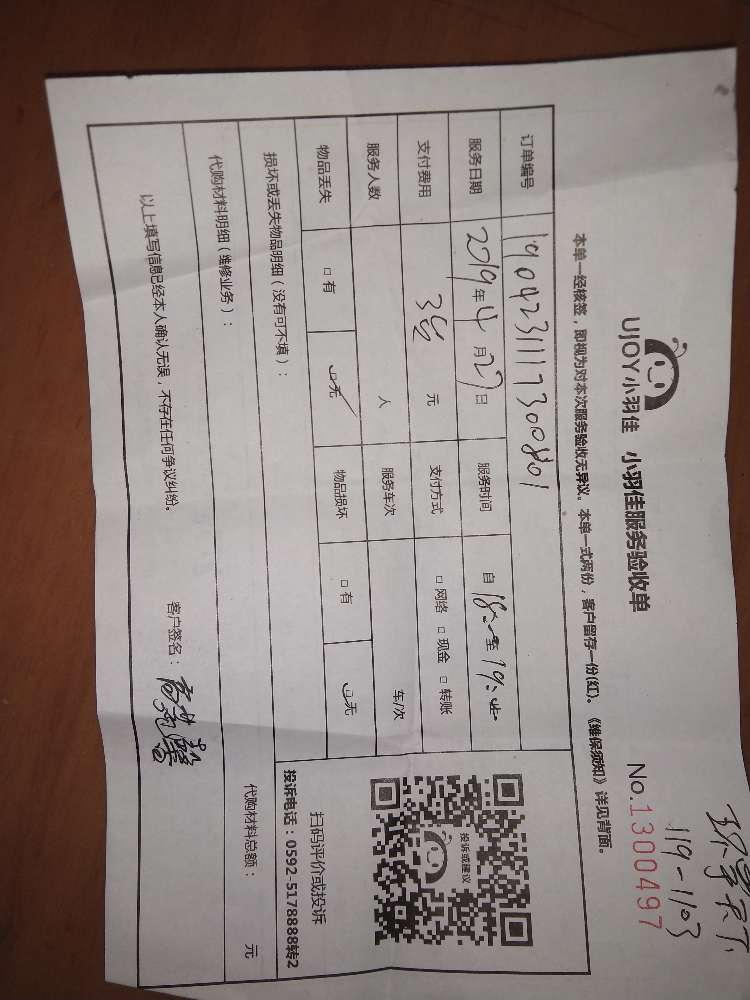 119-1103
UJOY小羽佳 小羽佳服务验收单
No.1300497
本单一经核签，即视为对本次服务验收无异议。本单一式两份，客户留存一份(红)。《维保须知》详见背面。
订单编号
服务日期 2019年4月27日 服务时间 自 至
支付费用 元 支付方式 □网络 □现金 □转账
服务人数 人 服务车次 车/次
物品丢失 □有 □无 物品损坏 □有 □无
损坏或丢失物品明细（没有可不填）：
投诉或建议
扫码评价或投诉
投诉电话：0592-5178888转2
代购材料明细（维修业务）： 代购材料总额： 元
以上填写信息已经本人确认无误，不存在任何争议纠纷。 客户签名：